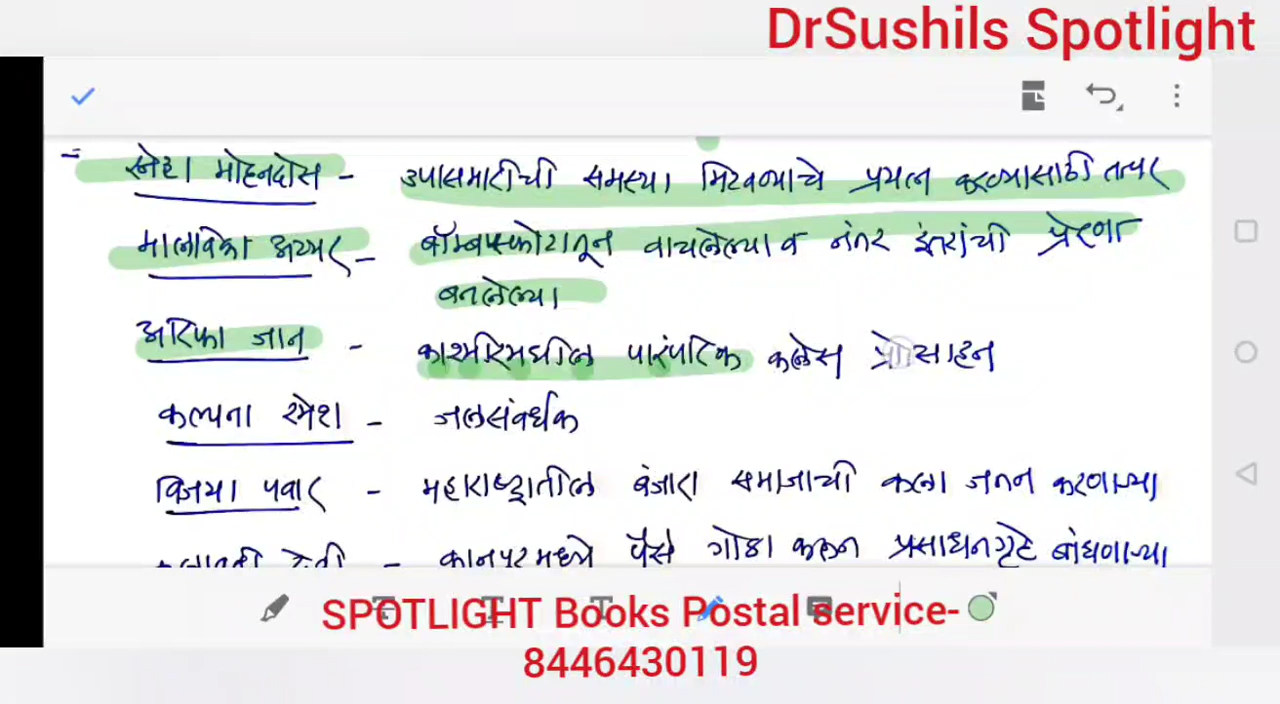 DrSushils Spotlight
स्नेहा मोहनदोस - उपासमारीची समस्या मिटवण्याचे प्रयत्न करण्यासाठी तत्पर
मालविका अय्यर - बॉम्बस्फोटातून वाचलेल्या व नंतर इतरांची प्रेरणा
बनलेल्या
अरिफा जान - काश्मीरमधील पारंपारिक कलेस प्रोत्साहन
कल्पना रमेश - जलसंवर्धक
विजया पवार - महाराष्ट्रातील बंजारा समाजाची कला जतन करणाऱ्या
देवी - कानपूरमध्ये पैसे गोळा करून प्रसाधनगृहे बांधणाऱ्या
SPOTLIGHT Books Postal service-
8446430119